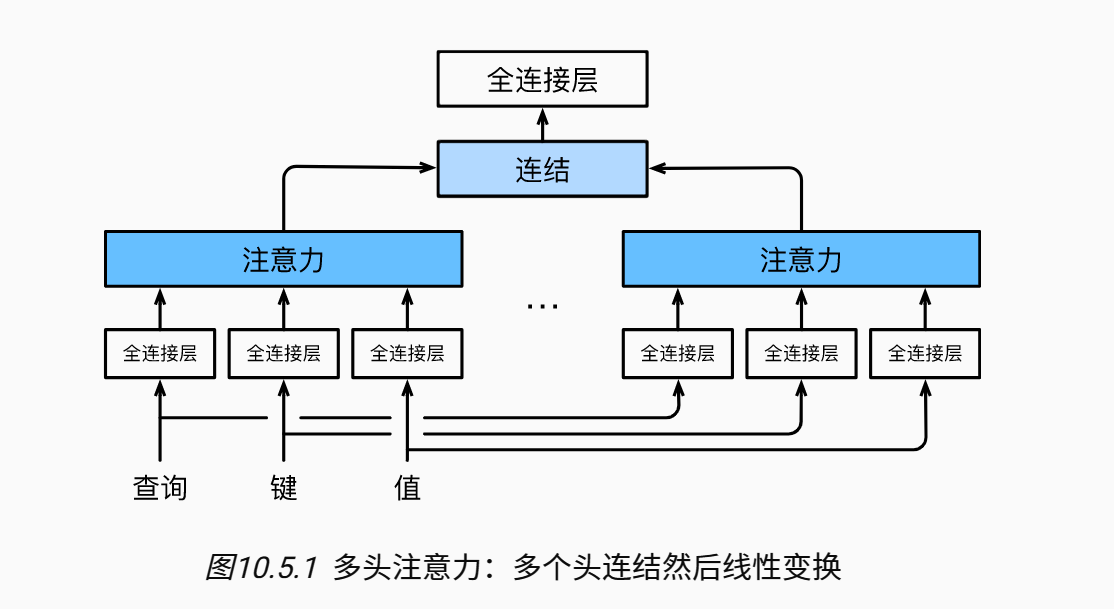 全连接层
连结
注意力
注意力
...
全连接层
全连接层
全连接层
全连接层
全连接层
全连接层
查询
键
值
图10.5.1 多头注意力：多个头连结然后线性变换